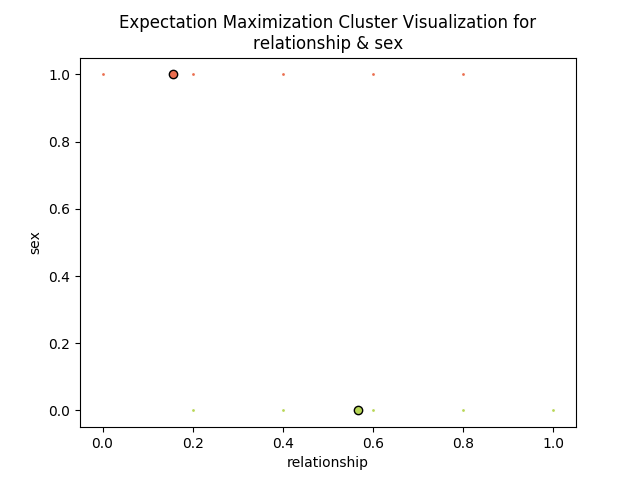 Expectation Maximization Cluster Visualization for
relationship & sex
1.0
0.8
0.6
0.4
0.2
0.0
sex
0.0 0.2 0.4 0.6 0.8 1.0
relationship